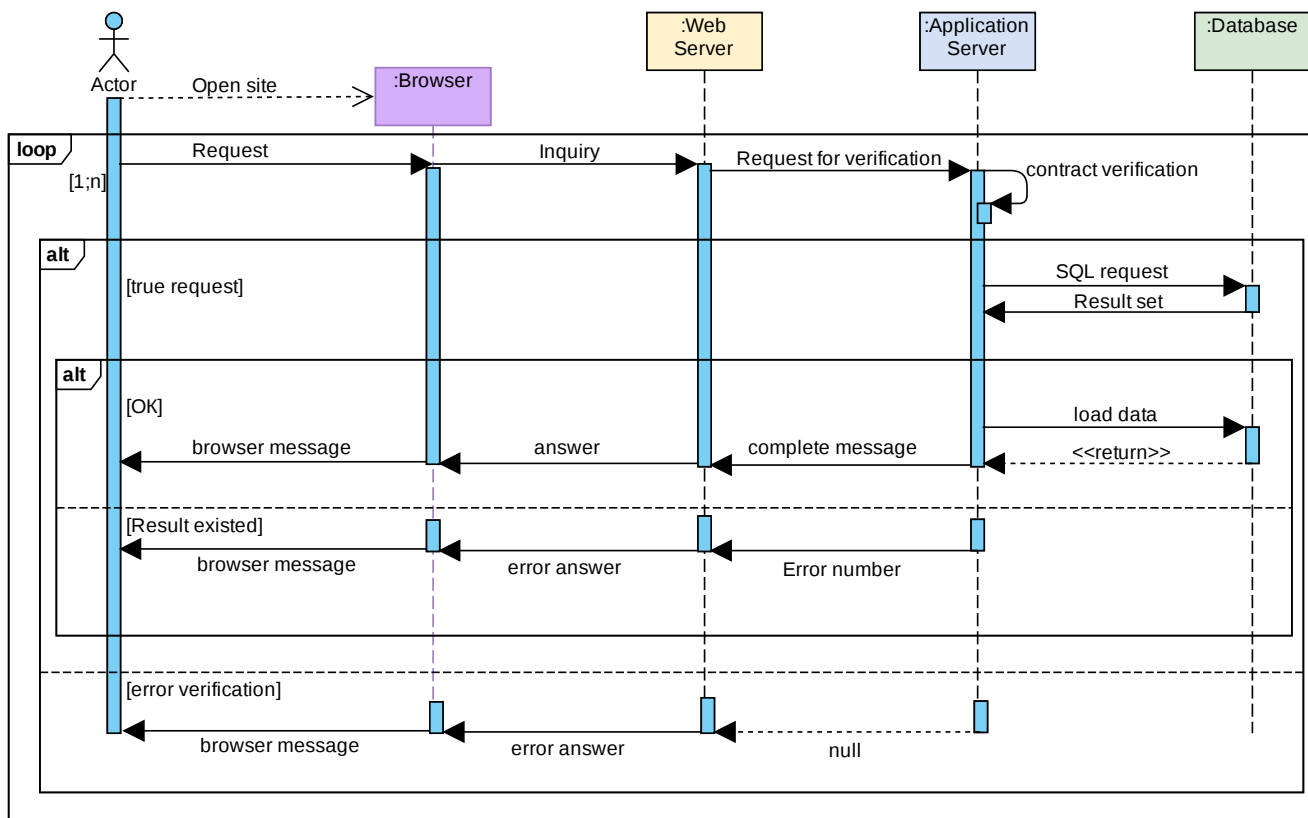 :Web
Server
:Application
Server
:Database
Actor
Open site
:Browser
loop
[1;n]
Request
Inquiry
Request for verification
contract verification
alt
[true request]
SQL request
Result set
alt
[OK]
load data
browser message
answer
complete message
<<return>>
[Result existed]
browser message
error answer
Error number
[error verification]
browser message
error answer
null